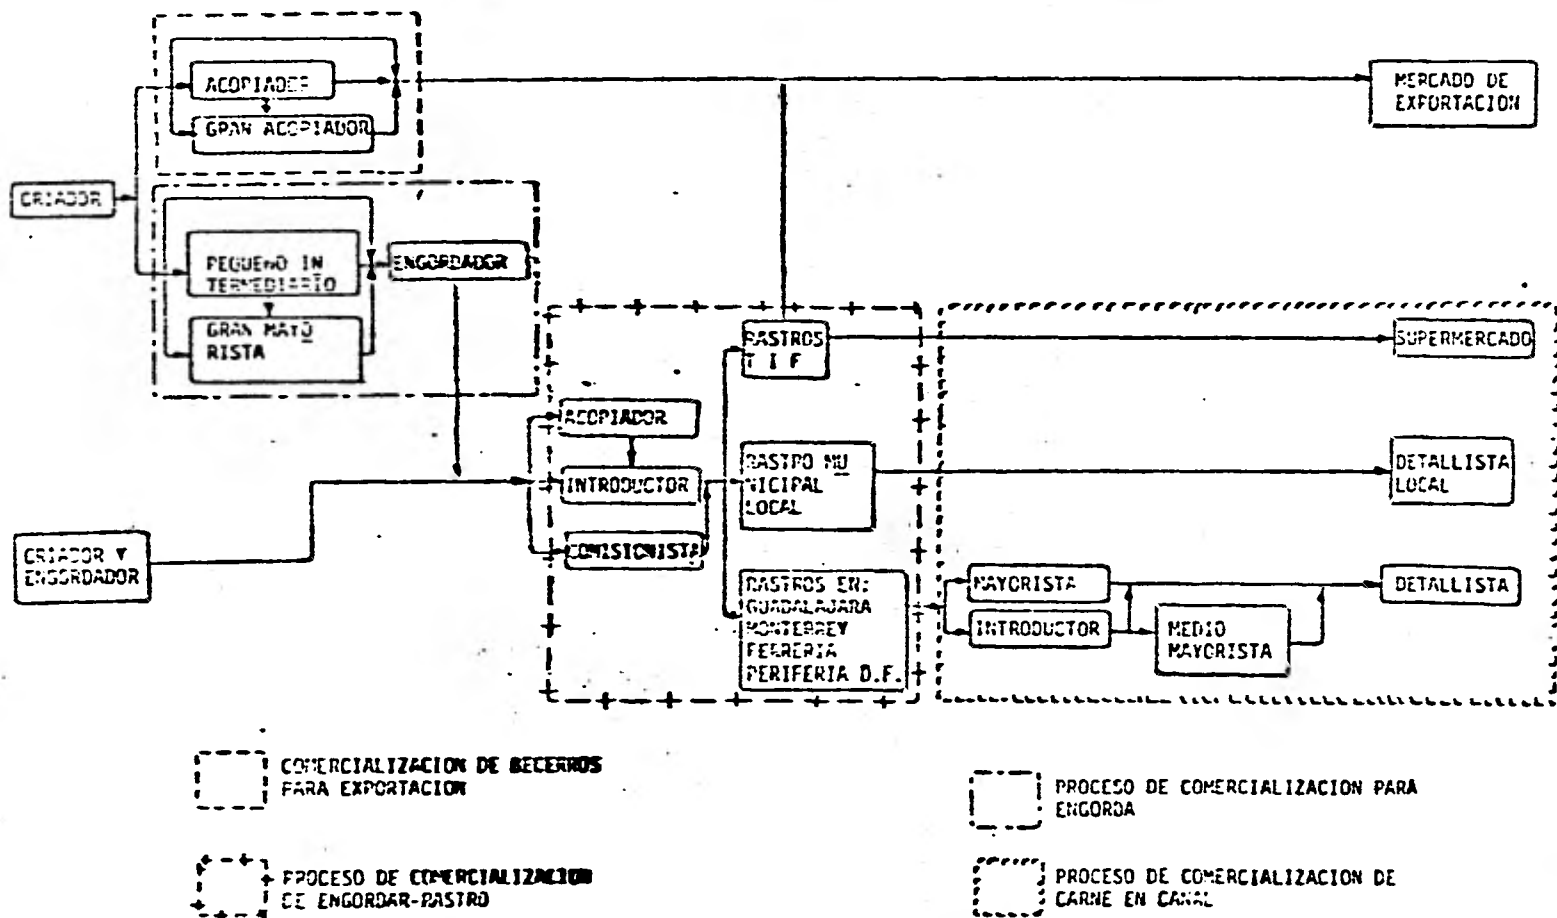 ACOPIADOR
GRAN ACOPIADOR
MERCADO DE
EXPORTACION
CRIADOR
PEQUEÑO IN
TERMEDIARIO
ENGORDADOR
GRAN MAYO
RISTA
RASTROS
T I F
SUPERMERCADO
ACOPIADOR
INTRODUCTOR
COMISIONISTA
RASTRO MU
NICIPAL
LOCAL
DETALLISTA
LOCAL
CRIADOR Y
ENGORDADOR
RASTROS EN:
GUADALAJARA
MONTERREY
FERRERIA
PERIFERIA D.F.
MAYORISTA
INTRODUCTOR
MEDIO
MAYORISTA
DETALLISTA
COMERCIALIZACION DE BECERROS
PARA EXPORTACION
PROCESO DE COMERCIALIZACION PARA
ENGORDA
PROCESO DE COMERCIALIZACION
DE ENGORDAR-RASTRO
PROCESO DE COMERCIALIZACION DE
CARNE EN CANAL